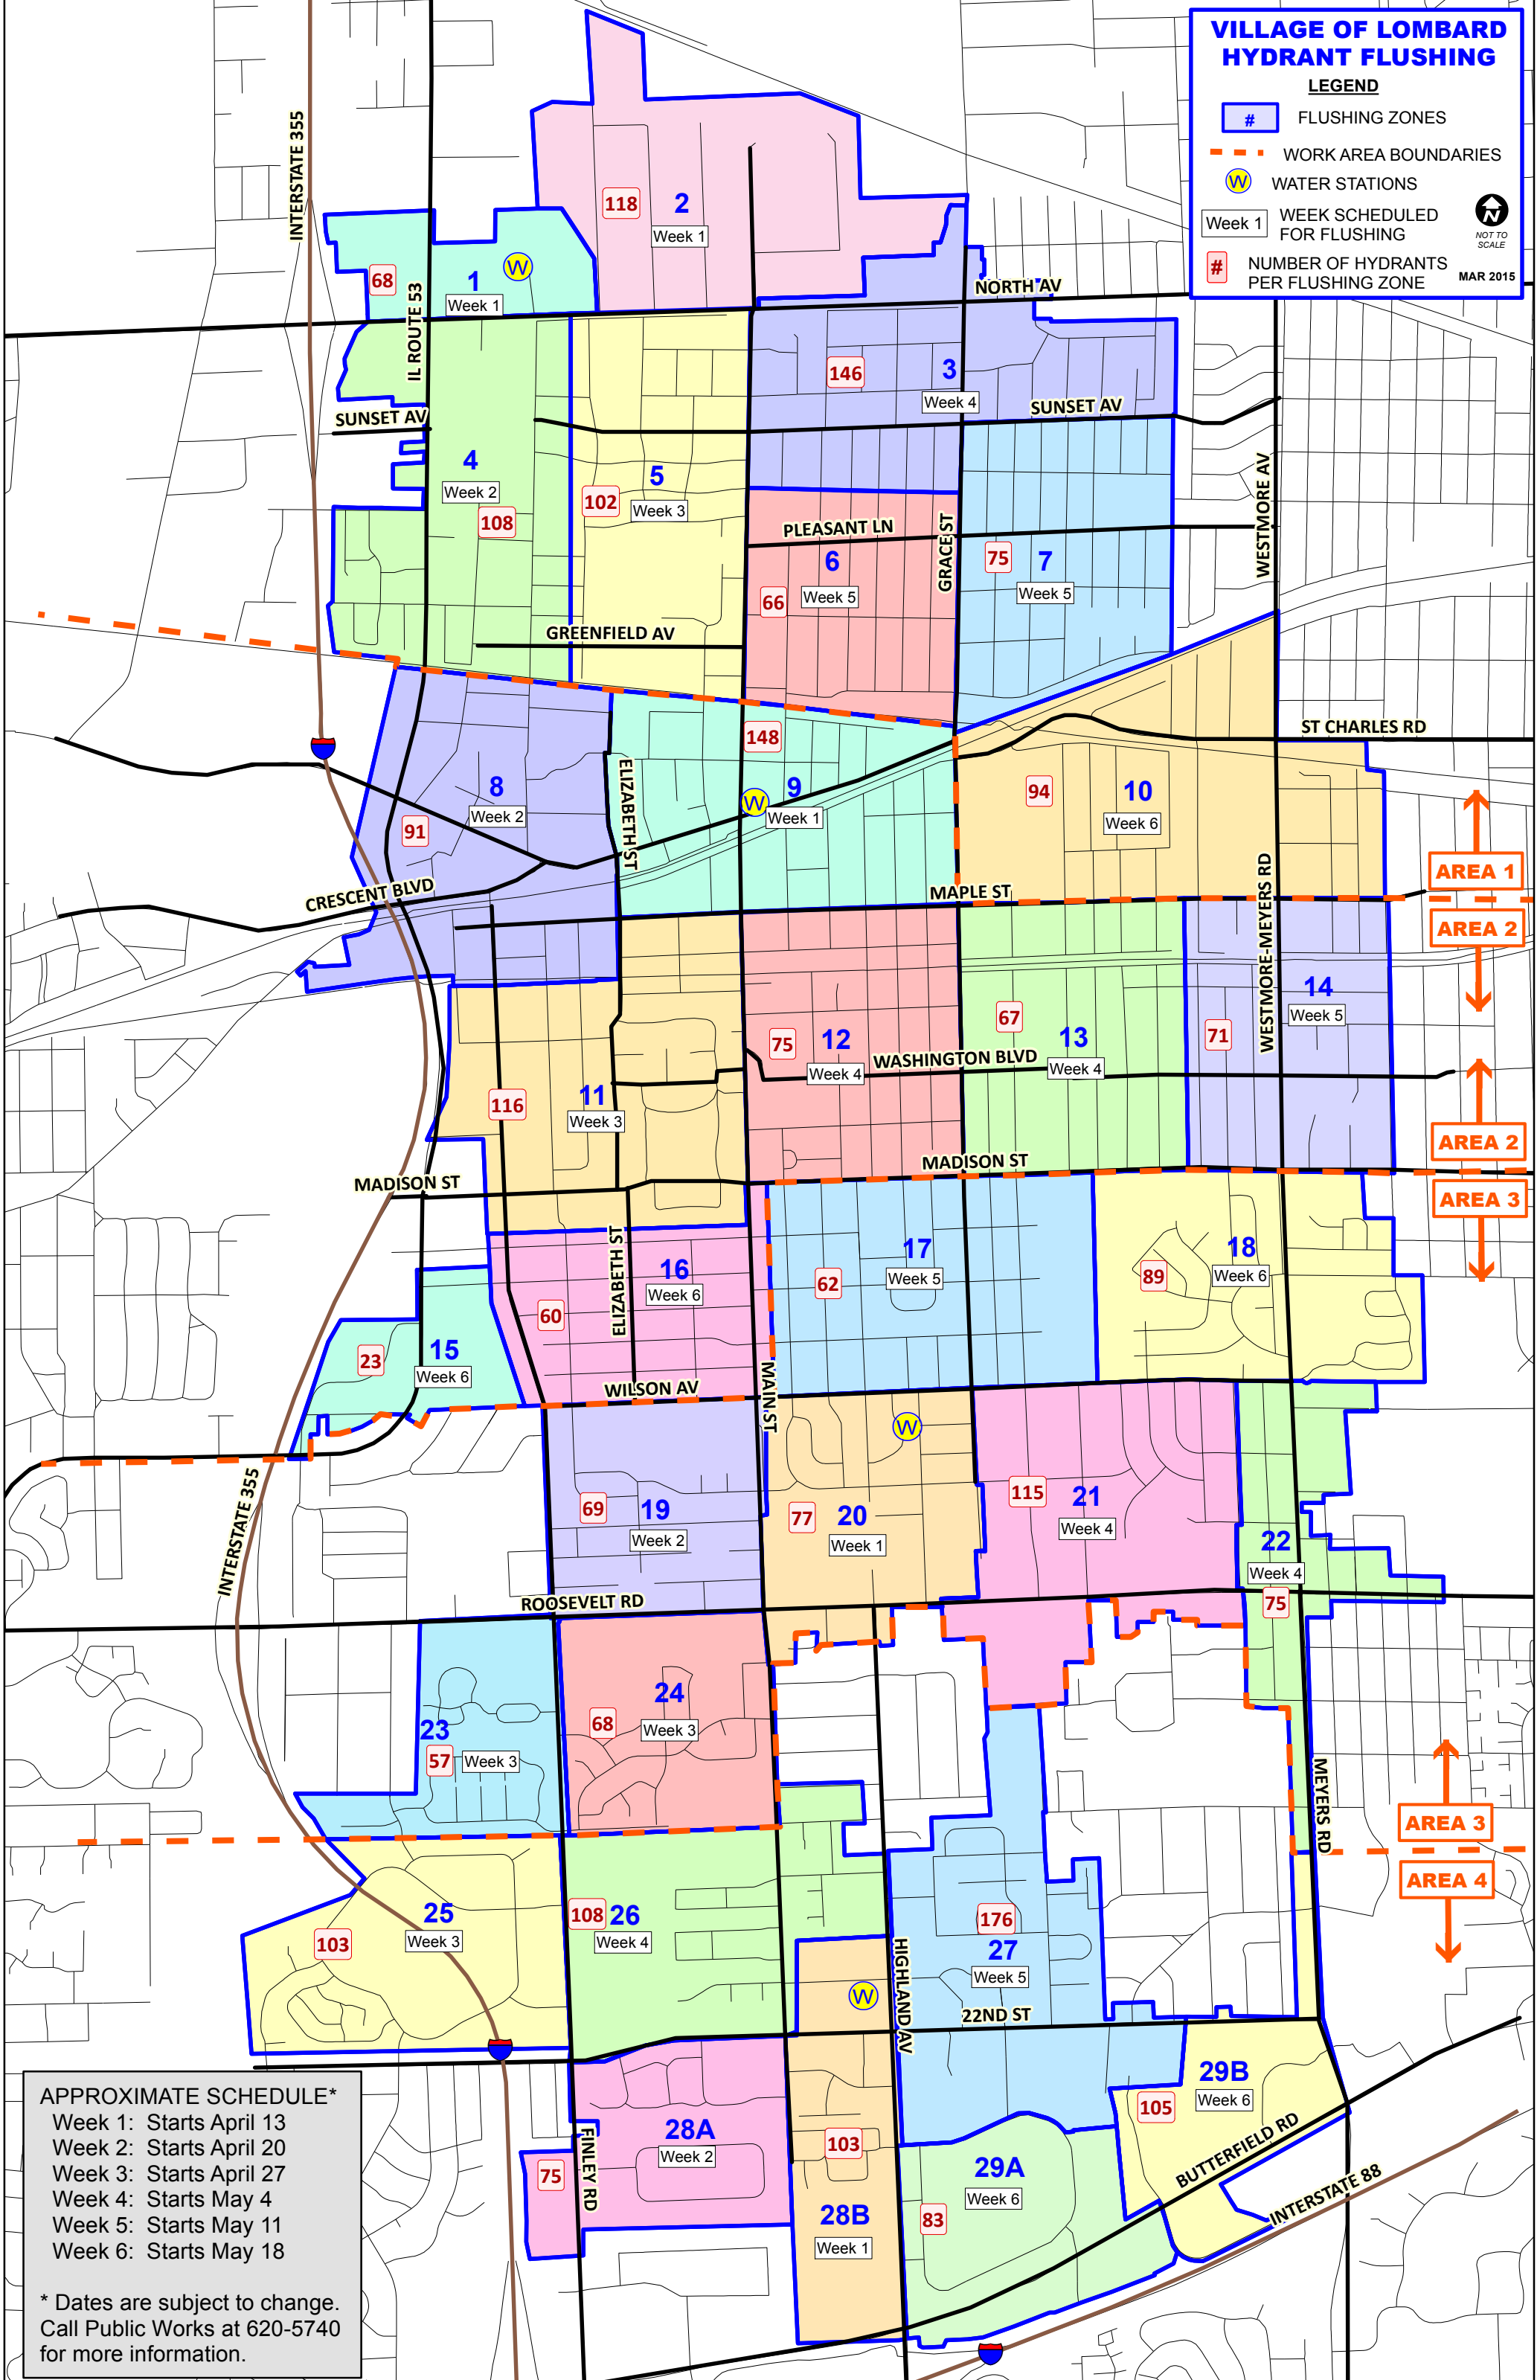 VILLAGE OF LOMBARD
HYDRANT FLUSHING
LEGEND
# FLUSHING ZONES
WORK AREA BOUNDARIES
W WATER STATIONS
Week 1 WEEK SCHEDULED
FOR FLUSHING
N
NOT TO
SCALE
# NUMBER OF HYDRANTS
PER FLUSHING ZONE
MAR 2015
INTERSTATE 355
118
2
Week 1
68
1
W
Week 1
IL ROUTE 53
NORTH AV
146
3
Week 4
SUNSET AV
SUNSET AV
4
Week 2
108
5
102
Week 3
WESTMORE AV
PLEASANT LN
GRACE ST
6
Week 5
66
75
7
Week 5
GREENFIELD AV
ST CHARLES RD
148
8
Week 2
91
ELIZABETH ST
W
9
Week 1
94
10
Week 6
AREA 1
CRESCENT BLVD
MAPLE ST
WESTMORE-MEYERS RD
AREA 2
14
Week 5
71
67
13
Week 4
75
12
Week 4
WASHINGTON BLVD
11
116
Week 3
AREA 2
MADISON ST
MADISON ST
AREA 3
ELIZABETH ST
16
Week 6
60
17
Week 5
62
18
Week 6
89
15
23
Week 6
MAIN ST
WILSON AV
W
INTERSTATE 355
69
19
Week 2
77
20
Week 1
115
21
Week 4
22
Week 4
75
ROOSEVELT RD
23
57
Week 3
24
68
Week 3
MEYERS RD
AREA 3
AREA 4
25
103
Week 3
108
26
Week 4
176
27
Week 5
HIGHLAND AV
W
22ND ST
29B
Week 6
105
28A
Week 2
75
FINLEY RD
103
28B
Week 1
29A
Week 6
83
BUTTERFIELD RD
INTERSTATE 88
APPROXIMATE SCHEDULE*
Week 1: Starts April 13
Week 2: Starts April 20
Week 3: Starts April 27
Week 4: Starts May 4
Week 5: Starts May 11
Week 6: Starts May 18
* Dates are subject to change.
Call Public Works at 620-5740
for more information.